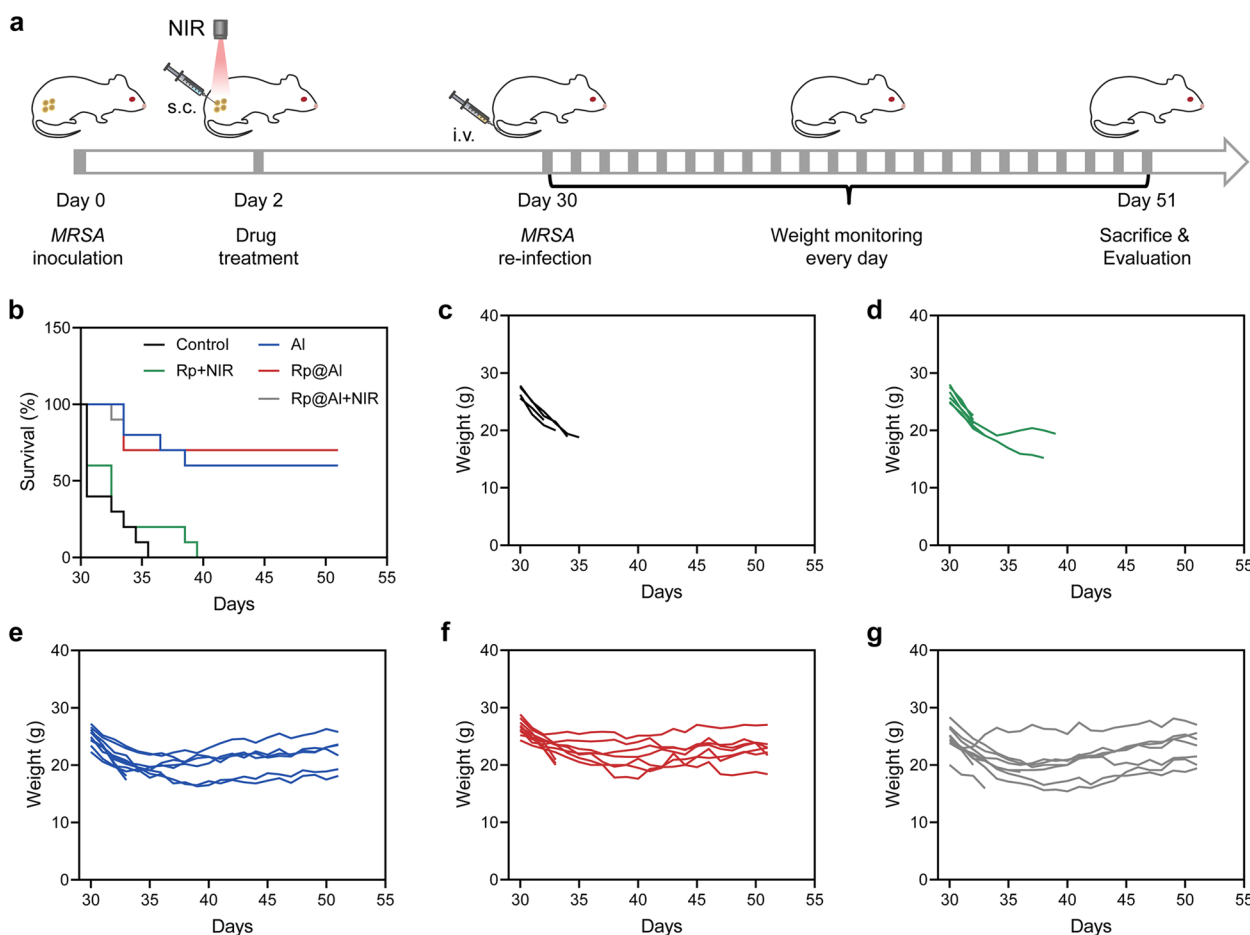 a
NIR
s.c.
i.v.
Day 0
Day 2
Day 30
Day 51
MRSA
inoculation
Drug
treatment
MRSA
re-infection
Weight monitoring
every day
Sacrifice &
Evaluation
b
150
100
50
0
Survival (%)
Control
Rp+NIR
Al
Rp@Al
Rp@Al+NIR
30 35 40 45 50 55
Days
c
40
30
20
10
0
Weight (g)
30 35 40 45 50 55
Days
d
40
30
20
10
0
Weight (g)
30 35 40 45 50 55
Days
e
40
30
20
10
0
Weight (g)
30 35 40 45 50 55
Days
f
40
30
20
10
0
Weight (g)
30 35 40 45 50 55
Days
g
40
30
20
10
0
Weight (g)
30 35 40 45 50 55
Days